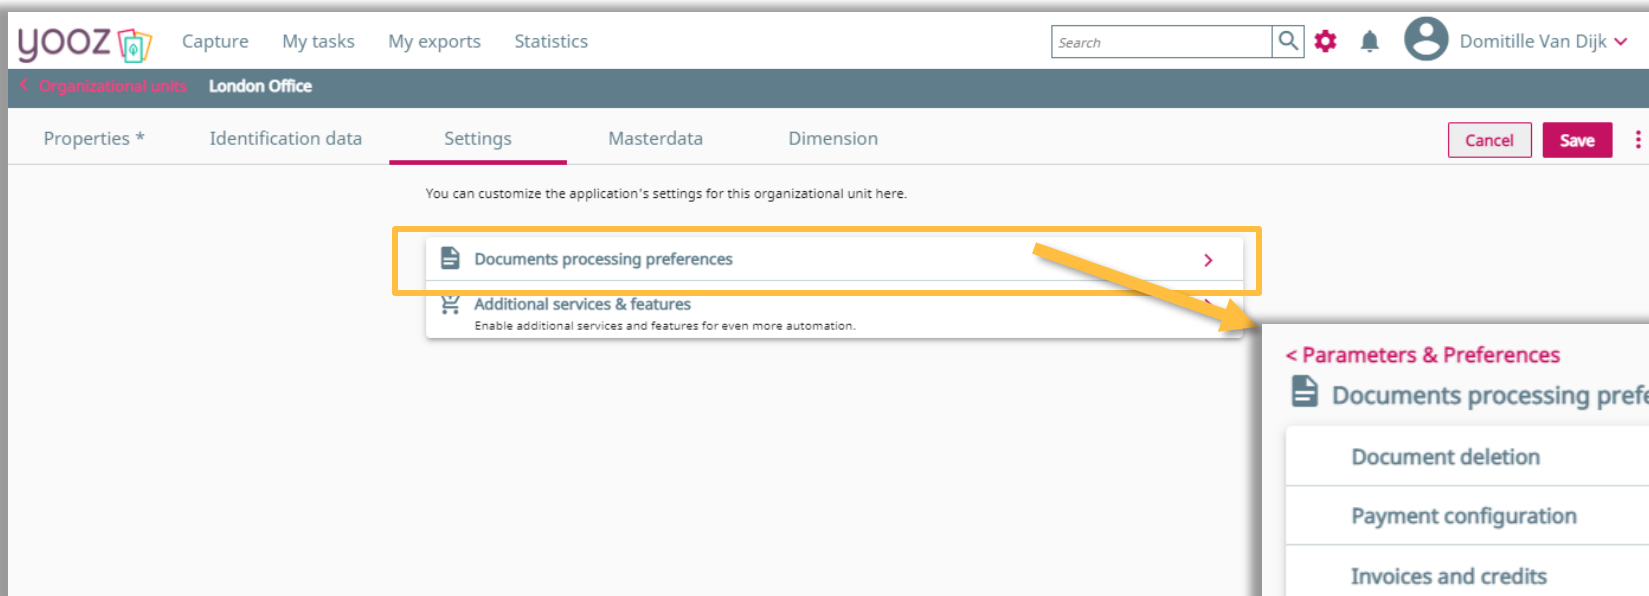 yooz Capture My tasks My exports Statistics Search Domitille Van Dijk
< Organizational units London Office
Properties * Identification data Settings Masterdata Dimension Cancel Save
You can customize the application's settings for this organizational unit here.
Documents processing preferences
Additional services & features
Enable additional services and features for even more automation.
< Parameters & Preferences
Documents processing prefe
Document deletion
Payment configuration
Invoices and credits